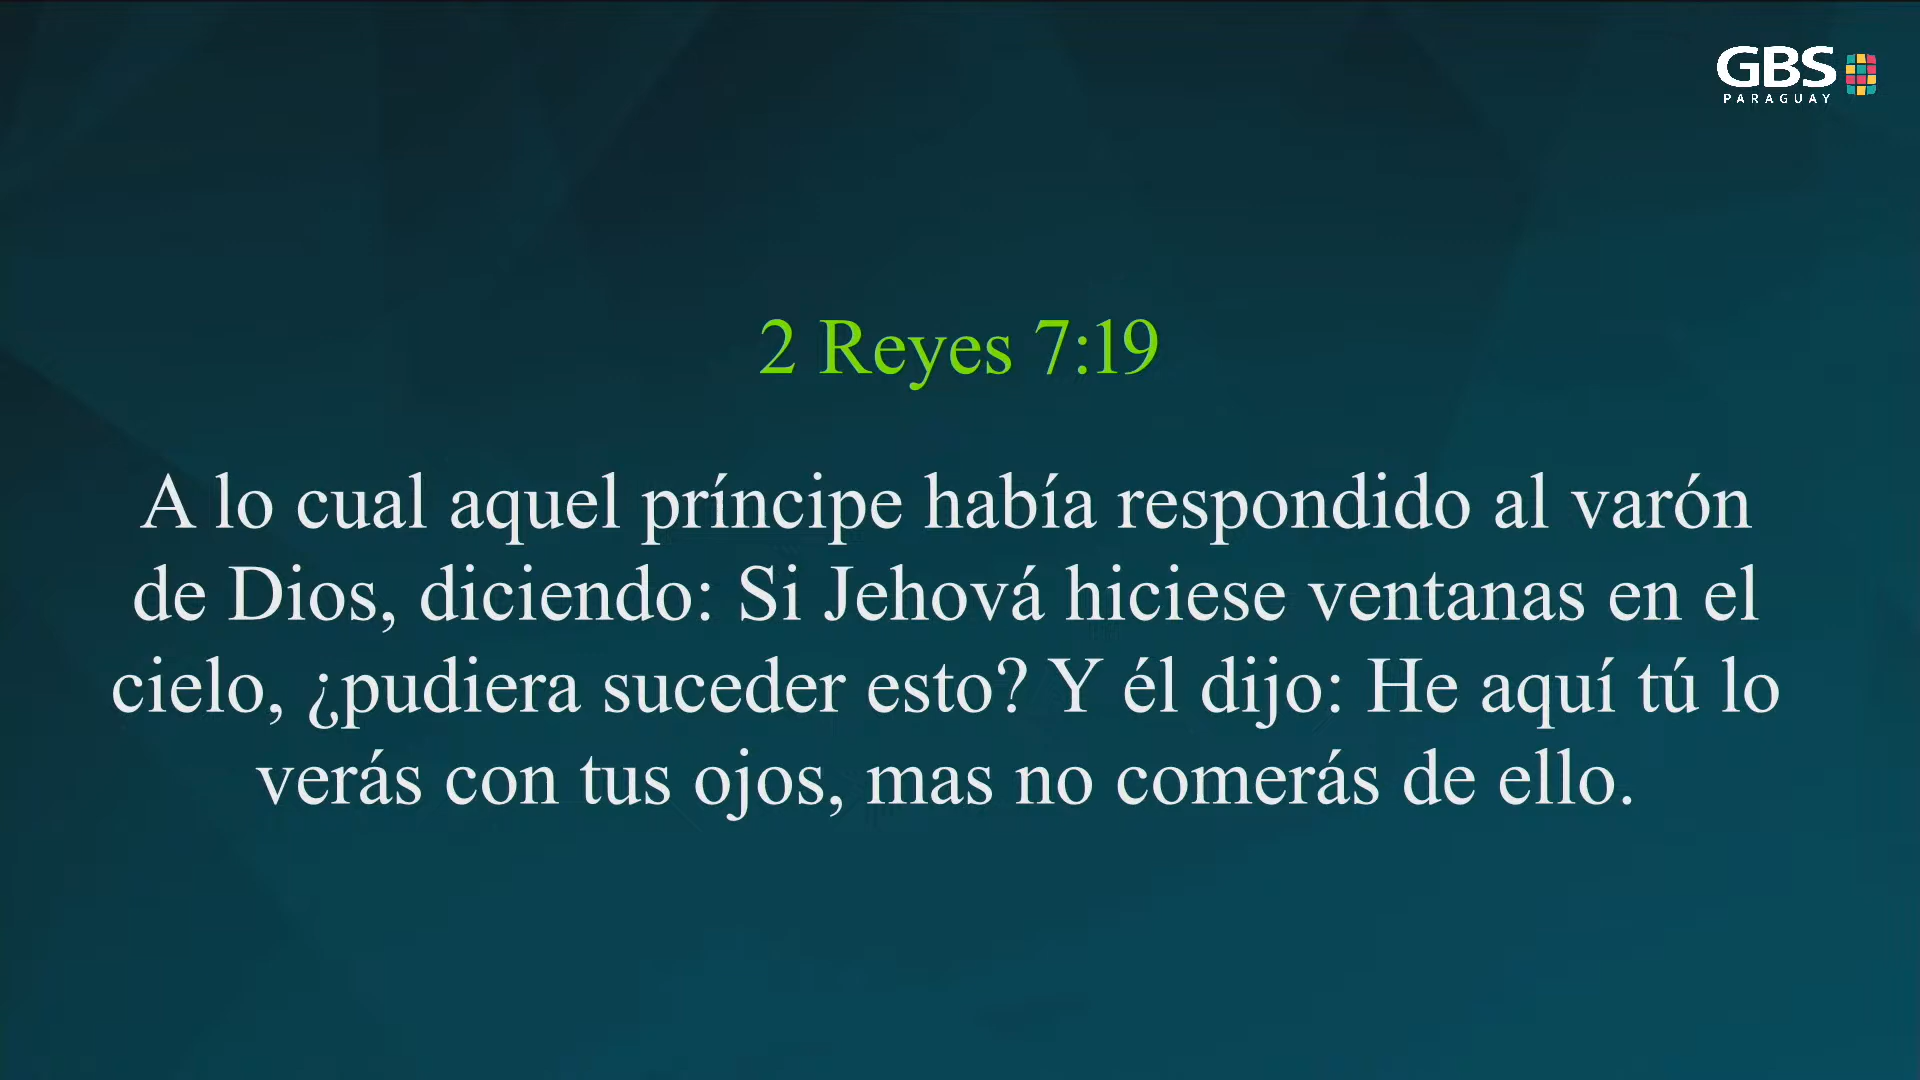 GBS
PARAGUAY
2 Reyes 7:19
A lo cual aquel príncipe había respondido al varón
de Dios, diciendo: Si Jehová hiciese ventanas en el
cielo, ¿pudiera suceder esto? Y él dijo: He aquí tú lo
verás con tus ojos, mas no comerás de ello.